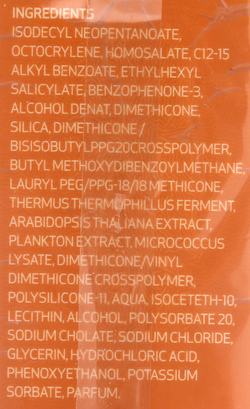 INGREDIENTS
ISODECYL NEOPENTANOATE,
OCTOCRYLENE, HOMOSALATE, C12-15
ALKYL BENZOATE, ETHYLHEXYL
SALICYLATE, BENZOPHENONE-3,
ALCOHOL DENAT, DIMETHICONE,
SILICA, DIMETHICONE /
BISISOBUTYLPPG20CROSSPOLYMER,
BUTYL METHOXYDIBENZOYLMETHANE,
LAURYL PEG/PPG-18/18 METHICONE,
THERMUS THERMOPHILLUS FERMENT,
ARABIDOPSIS THALIANA EXTRACT,
PLANKTON EXTRACT, MICROCOCCUS
LYSATE, DIMETHICONE/VINYL
DIMETHICONE CROSSPOLYMER,
POLYSILICONE-11, AQUA, ISOCETETH-10,
LECITHIN, ALCOHOL, POLYSORBATE 20,
SODIUM CHOLATE, SODIUM CHLORIDE,
GLYCERIN, HYDROCHLORIC ACID,
PHENOXYETHANOL, POTASSIUM
SORBATE, PARFUM.